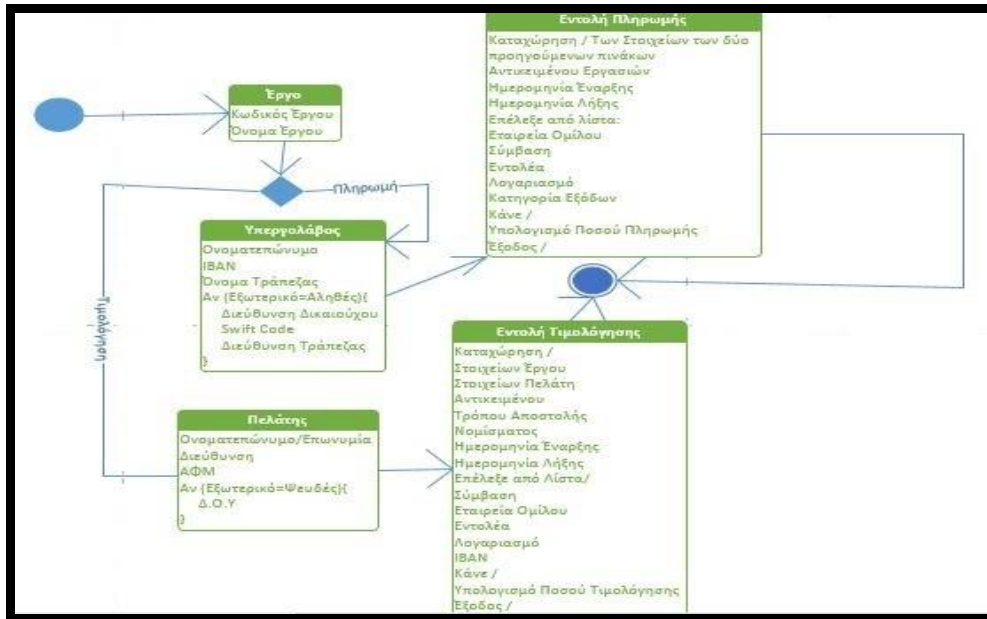 Εντολή Πληρωμής
Καταχώρηση / Των Στοιχείων των δύο
προηγούμενων πινάκων
Αντικειμένου Εργασιών
Ημερομηνία Έναρξης
Ημερομηνία Λήξης
Επέλεξε από λίστα:
Εταιρεία Ομίλου
Σύμβαση
Εντολέα
Λογαριασμό
Κατηγορία Εξόδων
Κάνε /
Υπολογισμό Ποσού Πληρωμής
Έξοδος /
Έργο
Κωδικός Έργου
Όνομα Έργου
Πληρωμή
Υπεργολάβος
Ονοματεπώνυμο
IBAN
Όνομα Τράπεζας
Αν (Εξωτερικό=Αληθές){
Διεύθυνση Δικαιούχου
Swift Code
Διεύθυνση Τράπεζας
}
Τιμολόγηση
Πελάτης
Ονοματεπώνυμο/Επωνυμία
Διεύθυνση
ΑΦΜ
Αν (Εξωτερικό=Ψευδές){
Δ.Ο.Υ
}
Εντολή Τιμολόγησης
Καταχώρηση /
Στοιχείων Έργου
Στοιχείων Πελάτη
Αντικειμένου
Τρόπου Αποστολής
Νομίσματος
Ημερομηνία Έναρξης
Ημερομηνία Λήξης
Επέλεξε από Λίστα/
Σύμβαση
Εταιρεία Ομίλου
Εντολέα
Λογαριασμό
IBAN
Κάνε /
Υπολογισμό Ποσού Τιμολόγησης
Έξοδος /